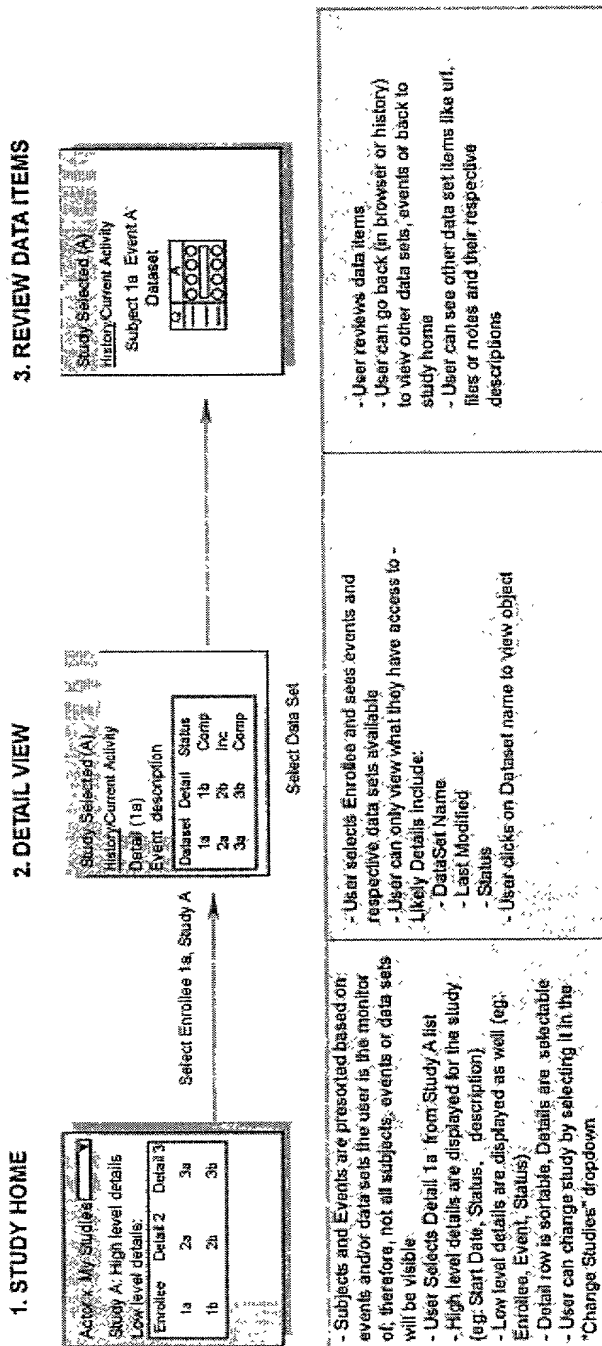 1. STUDY HOME
Actor x: My Studies
Study A: High level details
Low level details:
Enrollee Detail 2 Detail 3
1a 2a 3a
1b 2b 3b
Select Enrollee 1a, Study A
2. DETAIL VIEW
Study Selected (A)
History/Current Activity
Detail (1a)
Event description
Dataset Detail Status
1a 1b Comp
2a 2b Inc
3a 3b Comp
Select Data Set
3. REVIEW DATA ITEMS
Study Selected (A)
History/Current Activity
Subject 1a Event A
Dataset
Q A
- Subjects and Events are presorted based on
events and/or data sets the user is the monitor
of; therefore, not all subjects, events or data sets
will be visible
- User Selects Detail 1a from Study A list
- High level details are displayed for the study
(eg: Start Date, Status, description)
- Low level details are displayed as well (eg:
Enrollee, Event, Status)
- Detail row is sortable, Details are selectable
- User can change study by selecting it in the
"Change Studies" dropdown
- User selects Enrollee and sees events and
respective data sets available
- User can only view what they have access to -
Likely Details include:
- DataSet Name
- Last Modified
- Status
- User clicks on Dataset name to view object
- User reviews data items
- User can go back (in browser or history)
to view other data sets, events or back to
study home
- User can see other data set items like url,
files or notes and their respective
descriptions